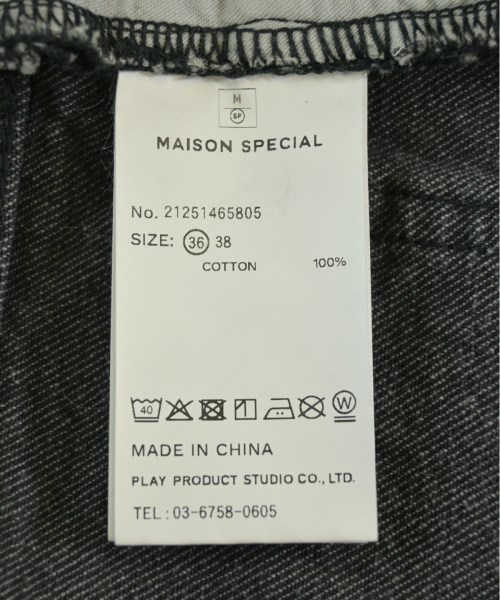 M
SP
MAISON SPECIAL
No. 21251465805
SIZE: 36 38
COTTON 100%
40 W
MADE IN CHINA
PLAY PRODUCT STUDIO CO., LTD.
TEL : 03-6758-0605